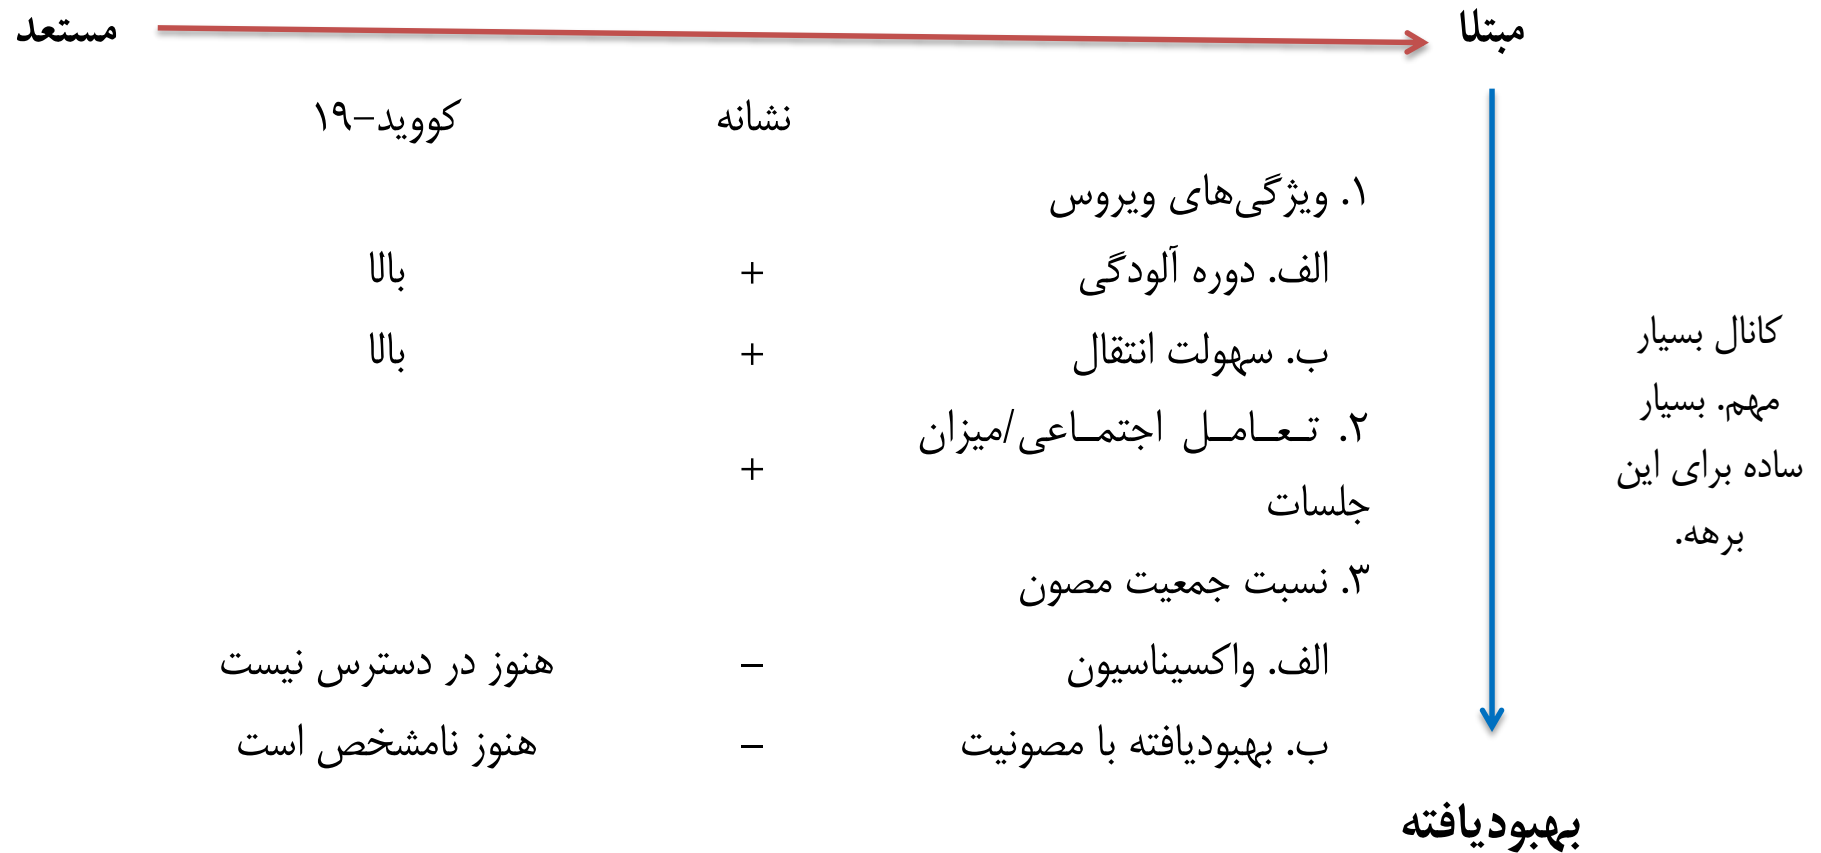 مبتلا
مستعد
نشانه
کووید-۱۹
۱. ویژگی‌های ویروس
الف. دوره آلودگی
+
بالا
ب. سهولت انتقال
+
بالا
۲. تعامل اجتماعی/میزان
جلسات
+
۳. نسبت جمعیت مصون
الف. واکسیناسیون
–
هنوز در دسترس نیست
ب. بهبودیافته با مصونیت
–
هنوز نامشخص است
کانال بسیار
مهم. بسیار
ساده برای این
برهه.
بهبودیافته